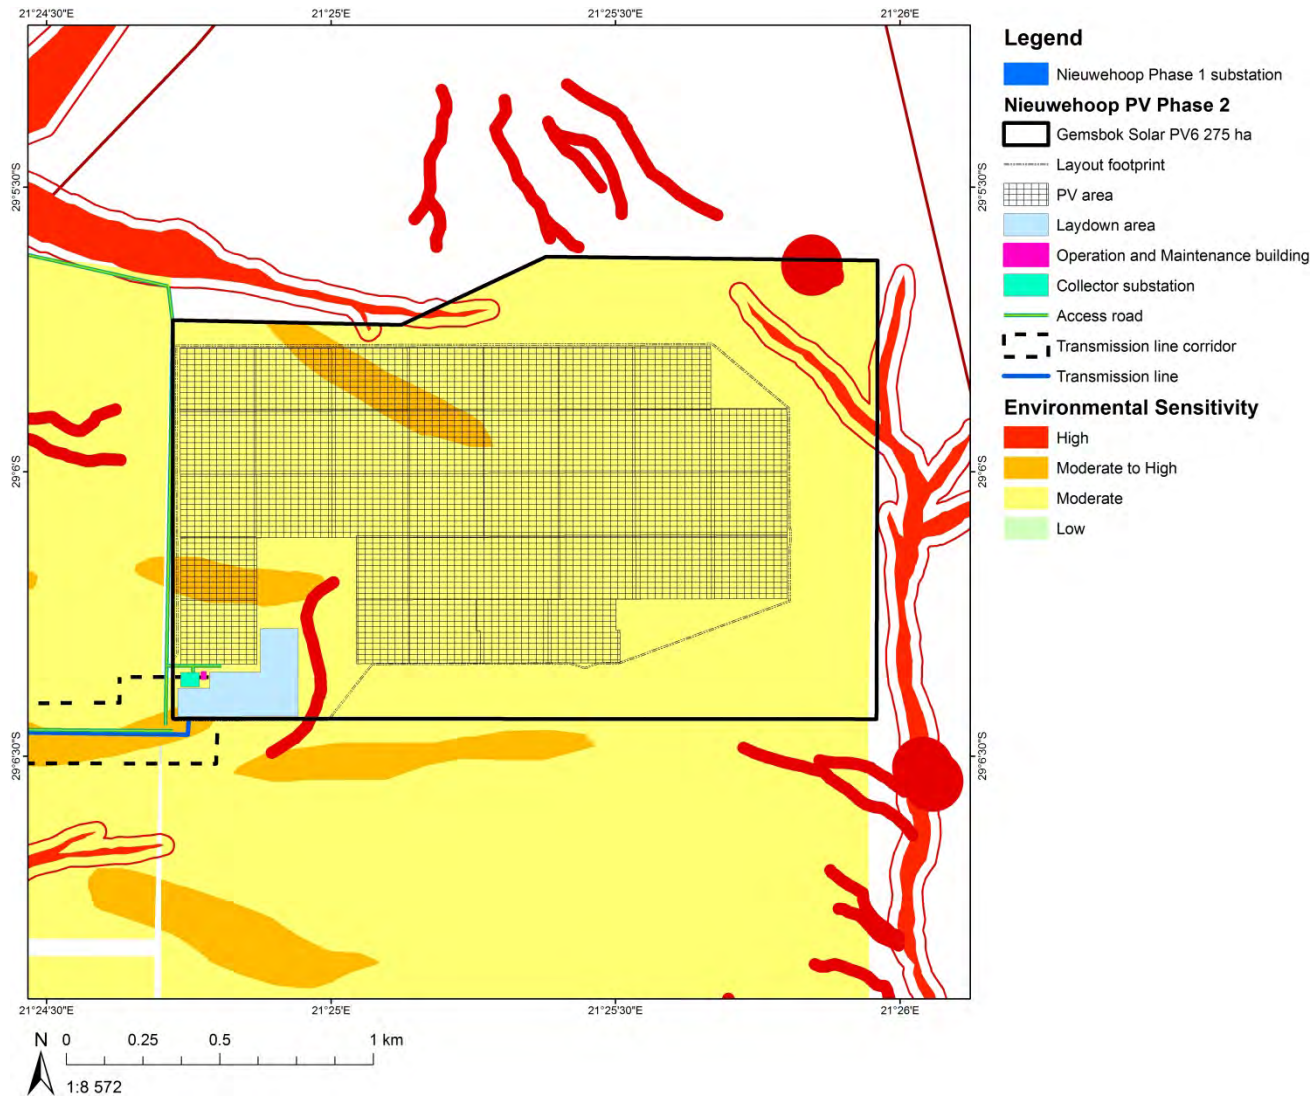 21°24'30"E 21°25'E 21°25'30"E 21°26'E
29°5'30"S 29°5'30"S
29°6'S 29°6'S
29°6'30"S 29°6'30"S
21°24'30"E 21°25'E 21°25'30"E 21°26'E
N 0 0.25 0.5 1 km
1:8 572
Legend
Nieuwehoop Phase 1 substation
Nieuwehoop PV Phase 2
Gemsbok Solar PV6 275 ha
Layout footprint
PV area
Laydown area
Operation and Maintenance building
Collector substation
Access road
Transmission line corridor
Transmission line
Environmental Sensitivity
High
Moderate to High
Moderate
Low